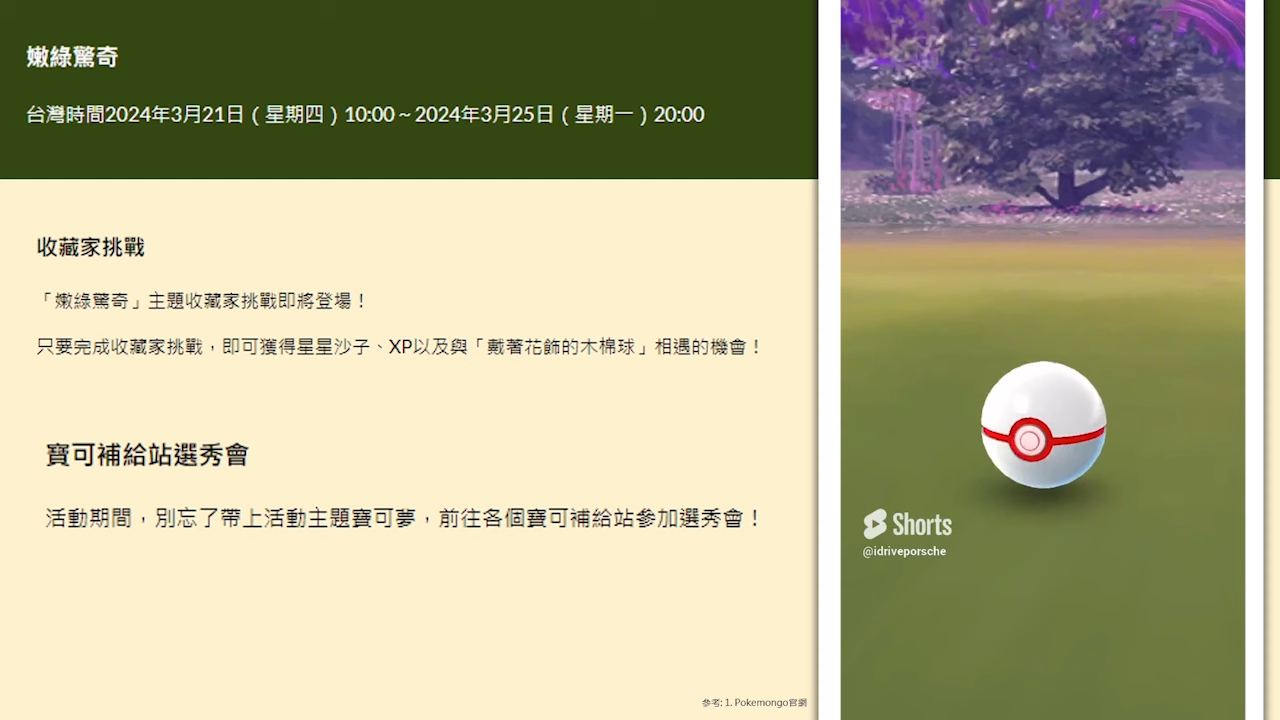 嫩綠驚奇
台灣時間2024年3月21日（星期四）10:00～2024年3月25日（星期一）20:00
收藏家挑戰
「嫩綠驚奇」主題收藏家挑戰即將登場！
只要完成收藏家挑戰，即可獲得星星沙子、XP以及與「戴著花飾的木棉球」相遇的機會！
寶可補給站選秀會
活動期間，別忘了帶上活動主題寶可夢，前往各個寶可補給站參加選秀會！
Shorts
@idriveporsche
參考: 1. Pokemongo官網